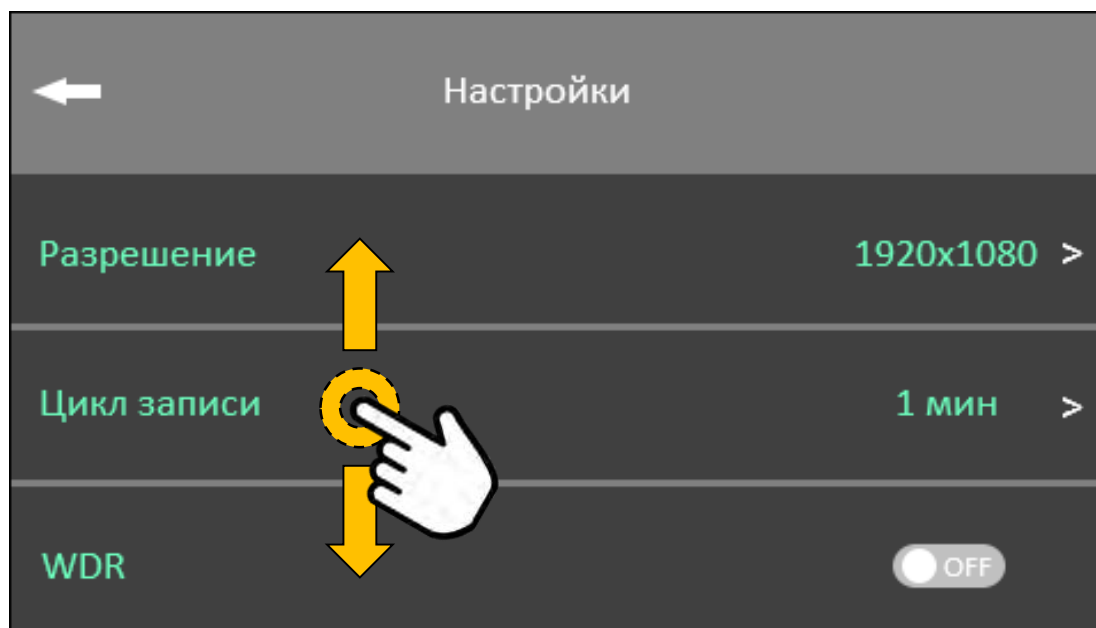 Настройки
Разрешение 1920x1080 >
Цикл записи 1 мин >
WDR OFF